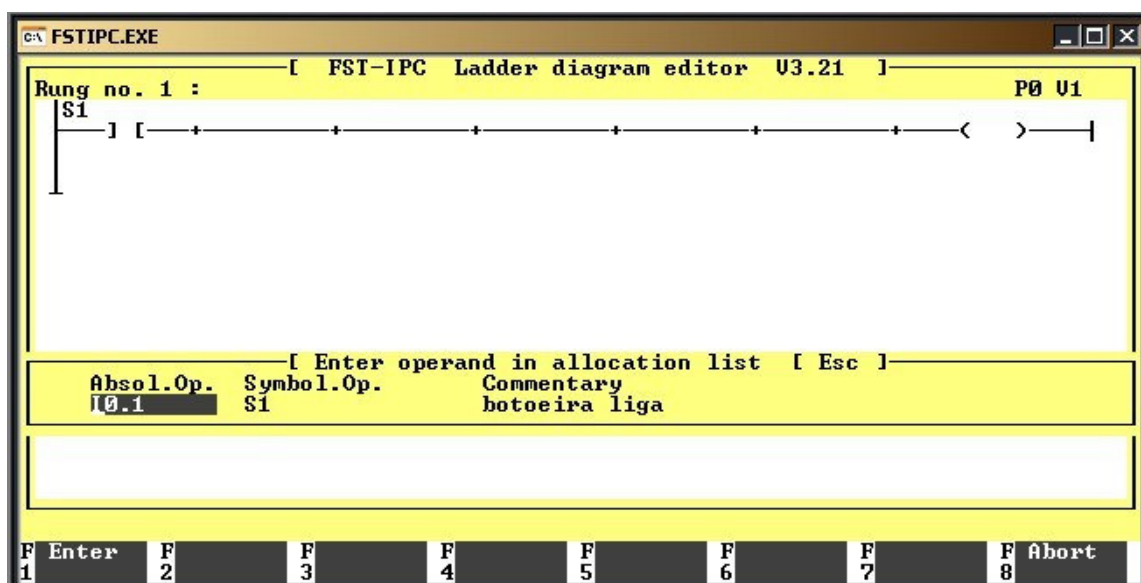 C:\ FSTIPC.EXE
[ FST-IPC Ladder diagram editor V3.21 ]
Rung no. 1 : P0 V1
S1
] [ + + + + + + ( )
[ Enter operand in allocation list [ Esc ]
Absol.Op. Symbol.Op. Commentary
I0.1 S1 botoeira liga
F1 Enter F2 F3 F4 F5 F6 F7 F8 Abort